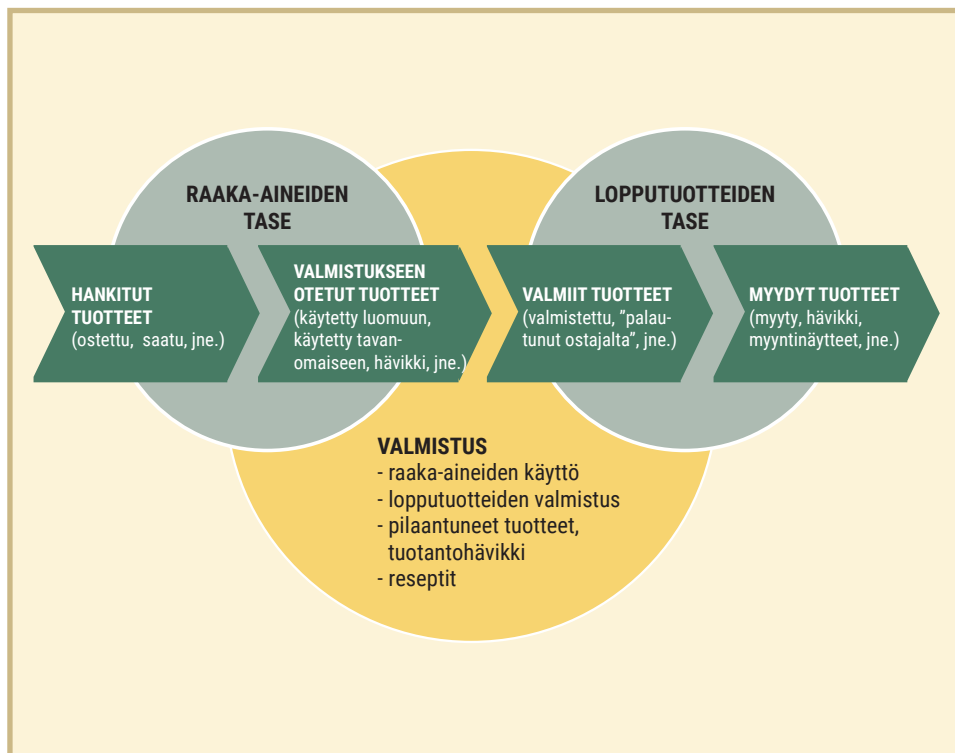 RAAKA-AINEIDEN
TASE
LOPPUTUOTTEIDEN
TASE
HANKITUT
TUOTTEET
(ostettu, saatu, jne.)
VALMISTUKSEEN
OTETUT TUOTTEET
(käytetty luomuun,
käytetty tavan-
omaiseen, hävikki, jne.)
VALMIIT TUOTTEET
(valmistettu, ”palau-
tunut ostajalta”, jne.)
MYYDYT TUOTTEET
(myyty, hävikki,
myyntinäytteet, jne.)
VALMISTUS
- raaka-aineiden käyttö
- lopputuotteiden valmistus
- pilaantuneet tuotteet,
tuotantohävikki
- reseptit